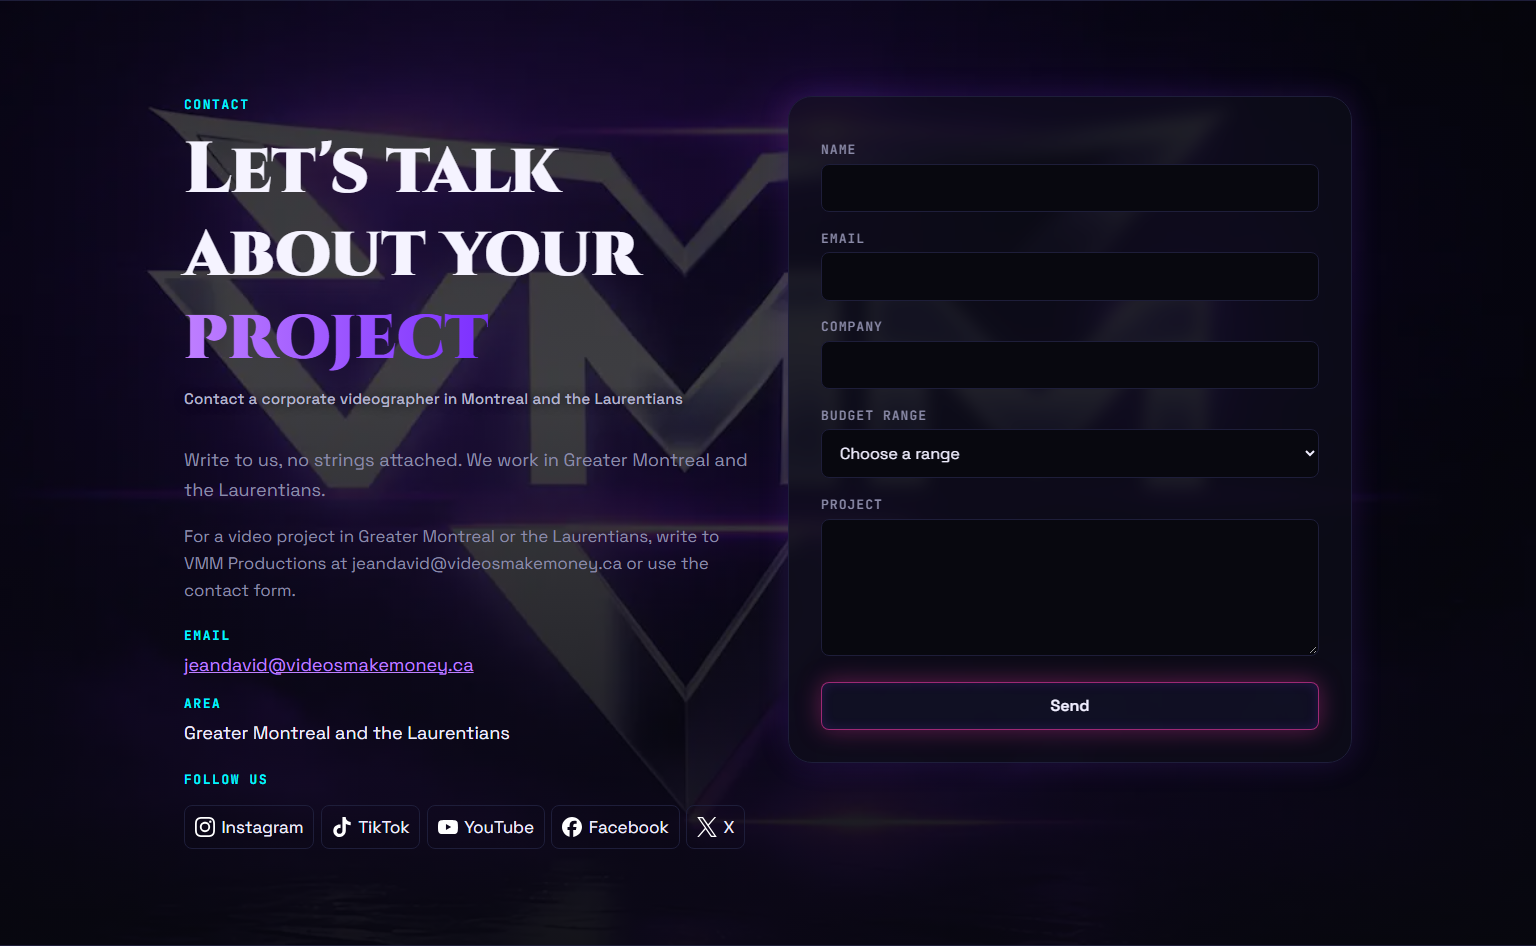 CONTACT
LET'S TALK
ABOUT YOUR
PROJECT
Contact a corporate videographer in Montreal and the Laurentians
Write to us, no strings attached. We work in Greater Montreal and
the Laurentians.
For a video project in Greater Montreal or the Laurentians, write to
VMM Productions at jeandavid@videosmakemoney.ca or use the
contact form.
EMAIL
jeandavid@videosmakemoney.ca
AREA
Greater Montreal and the Laurentians
FOLLOW US
Instagram TikTok YouTube Facebook X
NAME
EMAIL
COMPANY
BUDGET RANGE
Choose a range
PROJECT
Send
VMM